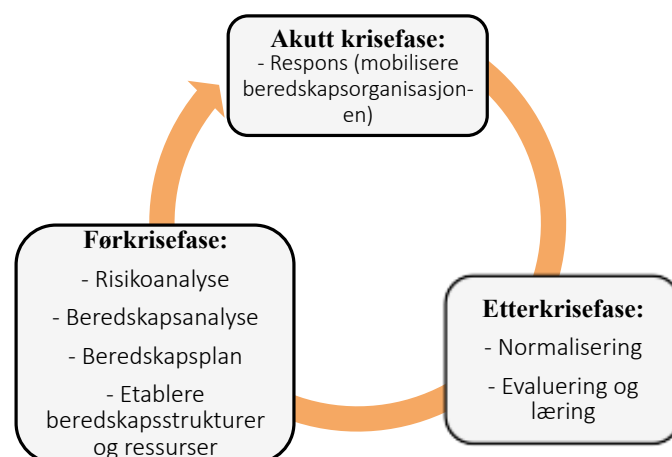 Akutt krisefase:
- Respons (mobilisere
beredskapsorganisasjon-
en)
Førkrisefase:
- Risikoanalyse
- Beredskapsanalyse
- Beredskapsplan
- Etablere
beredskapsstrukturer
og ressurser
Etterkrisefase:
- Normalisering
- Evaluering og
læring